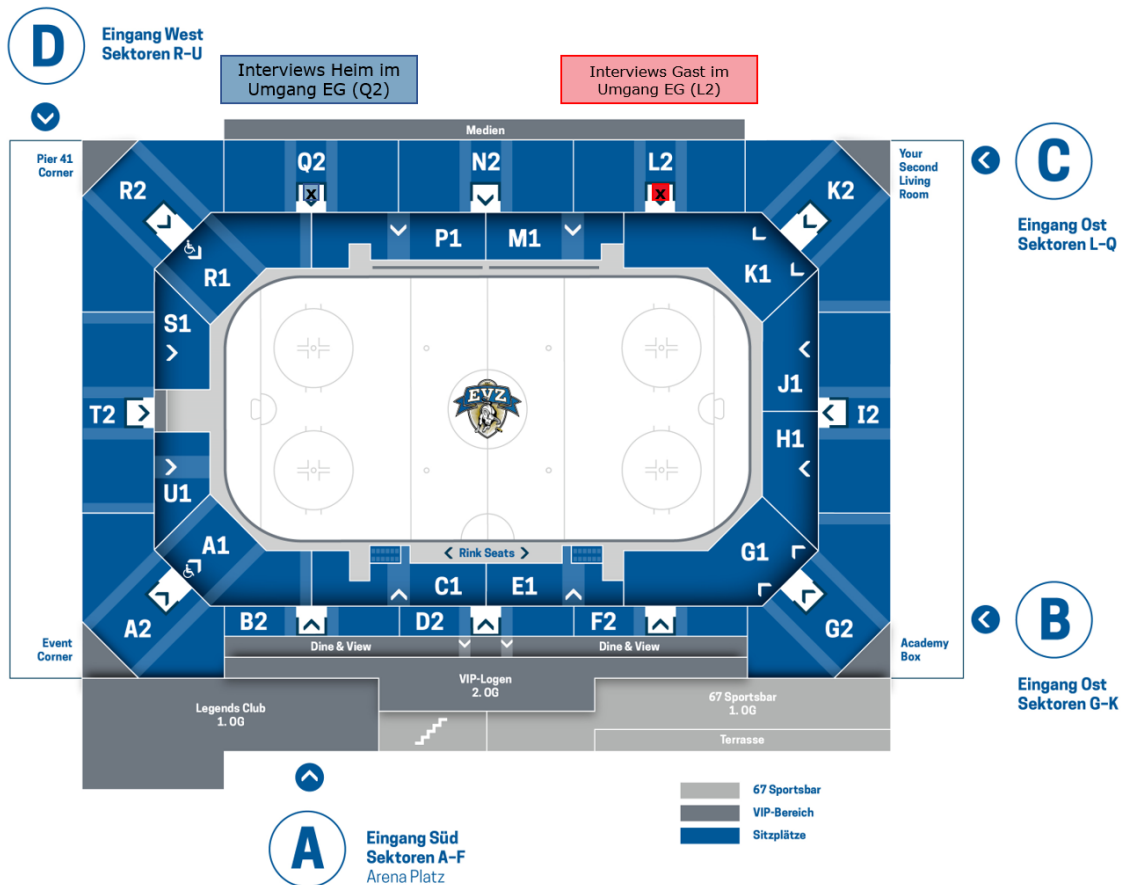 D
Eingang West
Sektoren R–U
Interviews Heim im
Umgang EG (Q2)
Interviews Gast im
Umgang EG (L2)
Medien
Pier 41
Corner
Your
Second
Living
Room
C
Eingang Ost
Sektoren L–Q
R2
Q2
N2
L2
K2
X
X
P1
M1
R1
K1
S1
J1
T2
EVZ
I2
H1
U1
A1
G1
Rink Seats
C1
E1
A2
B2
D2
F2
G2
Dine & View
Dine & View
Event
Corner
Academy
Box
B
Eingang Ost
Sektoren G–K
VIP-Logen
2. OG
Legends Club
1. OG
67 Sportsbar
1. OG
Terrasse
67 Sportsbar
VIP-Bereich
Sitzplätze
A
Eingang Süd
Sektoren A–F
Arena Platz